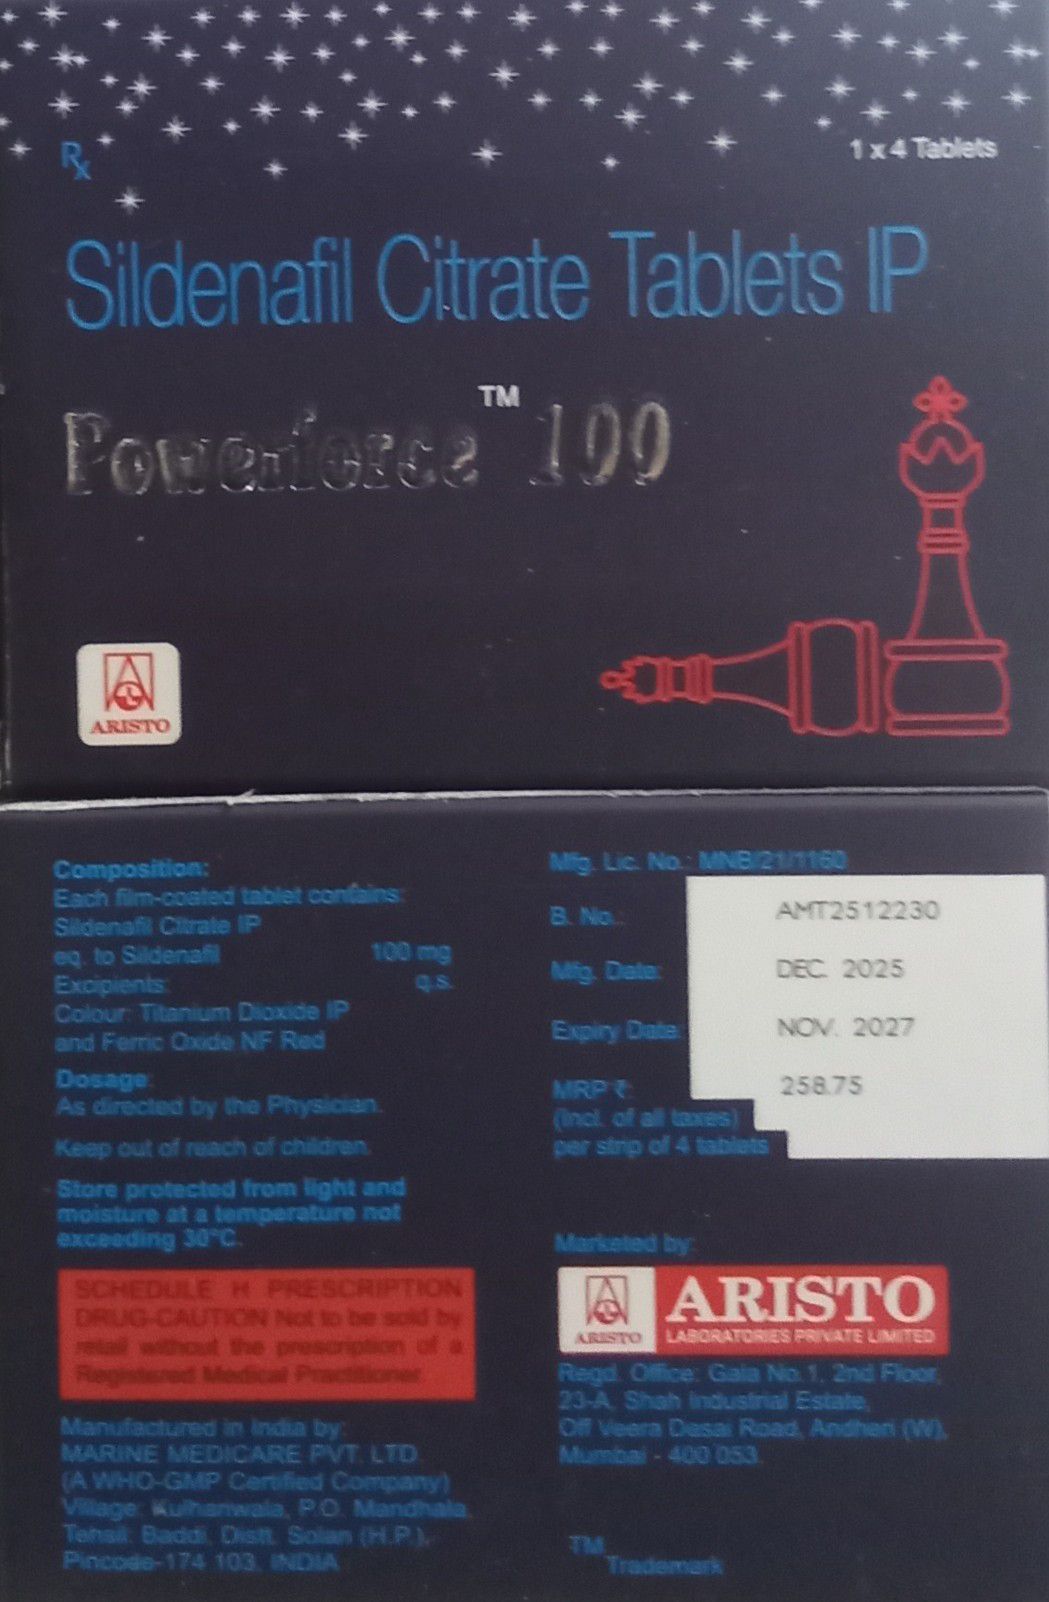 Rx
1 x 4 Tablets
Sildenafil Citrate Tablets IP
Powerforce™ 100
ARISTO
Composition:
Each film-coated tablet contains:
Sildenafil Citrate IP
eq. to Sildenafil 100 mg
Excipients: q.s.
Colour: Titanium Dioxide IP
and Ferric Oxide NF Red
Dosage:
As directed by the Physician.
Keep out of reach of children.
Store protected from light and
moisture at a temperature not
exceeding 30°C.
SCHEDULE H PRESCRIPTION
DRUG-CAUTION Not to be sold by
retail without the prescription of a
Registered Medical Practitioner.
Manufactured in India by:
MARINE MEDICARE PVT. LTD.
(A WHO-GMP Certified Company)
Village: Kulhanwala, P.O. Mandhala,
Tehsil: Baddi, Distt. Solan (H.P.),
Pincode-174 103, INDIA
Mfg. Lic. No.: MNB/21/1160
B. No.: AMT2512230
Mfg. Date: DEC. 2025
Expiry Date: NOV. 2027
MRP ₹: 258.75
(Incl. of all taxes)
per strip of 4 tablets
Marketed by:
ARISTO
ARISTO
LABORATORIES PRIVATE LIMITED
Regd. Office: Gala No.1, 2nd Floor,
23-A, Shah Industrial Estate,
Off Veera Desai Road, Andheri (W),
Mumbai - 400 053.
TM
Trademark